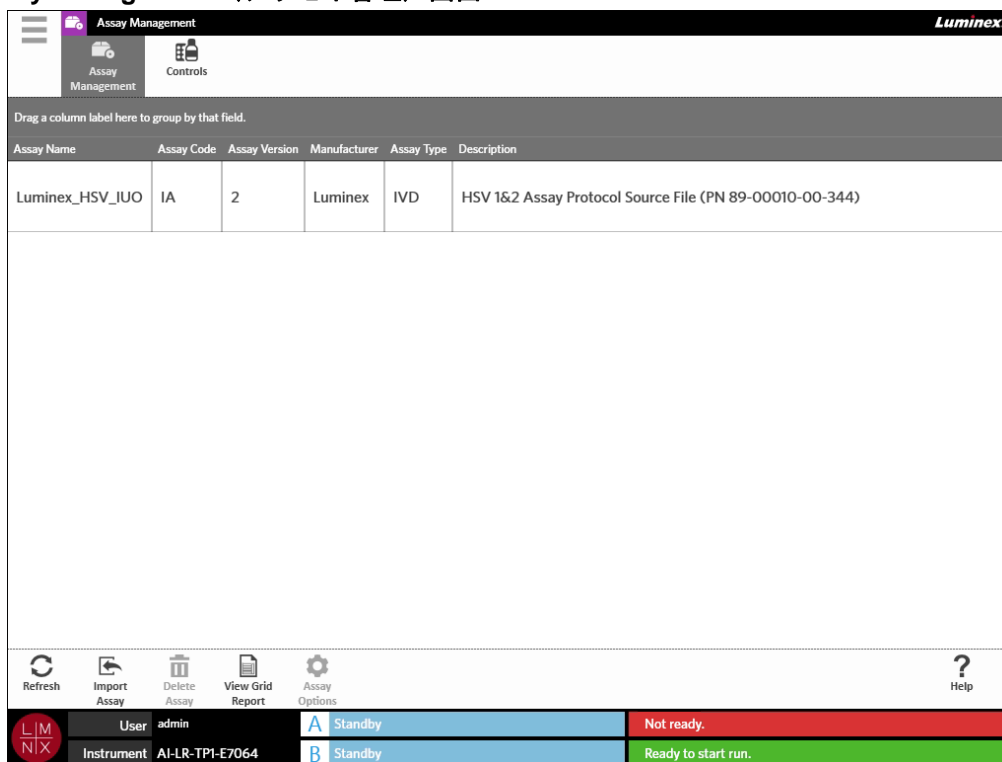 Assay Management
Luminex
Assay
Management
Controls
Drag a column label here to group by that field.
Assay Name Assay Code Assay Version Manufacturer Assay Type Description
Luminex_HSV_IUO IA 2 Luminex IVD HSV 1&2 Assay Protocol Source File (PN 89-00010-00-344)
Refresh
Import
Assay
Delete
Assay
View Grid
Report
Assay
Options
?
Help
L M
N X
User admin
A Standby
Not ready.
Instrument AI-LR-TP1-E7064
B Standby
Ready to start run.